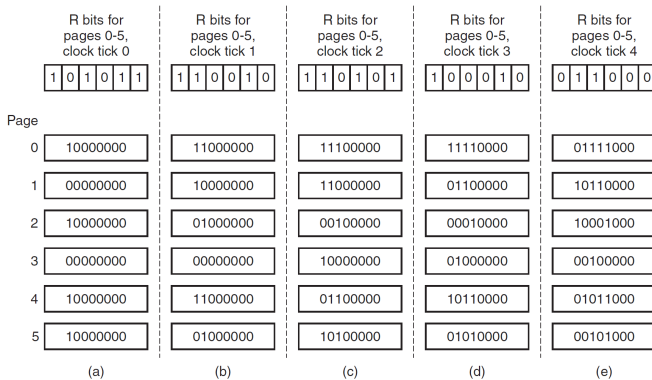 R bits for pages 0-5, clock tick 0
R bits for pages 0-5, clock tick 1
R bits for pages 0-5, clock tick 2
R bits for pages 0-5, clock tick 3
R bits for pages 0-5, clock tick 4
1 0 1 0 1 1
1 1 0 0 1 0
1 1 0 1 0 1
1 0 0 0 1 0
0 1 1 0 0 0
Page
0 10000000 11000000 11100000 11110000 01111000
1 00000000 10000000 11000000 01100000 10110000
2 10000000 01000000 00100000 00010000 10001000
3 00000000 00000000 10000000 01000000 00100000
4 10000000 11000000 01100000 10110000 01011000
5 10000000 01000000 10100000 01010000 00101000
(a) (b) (c) (d) (e)